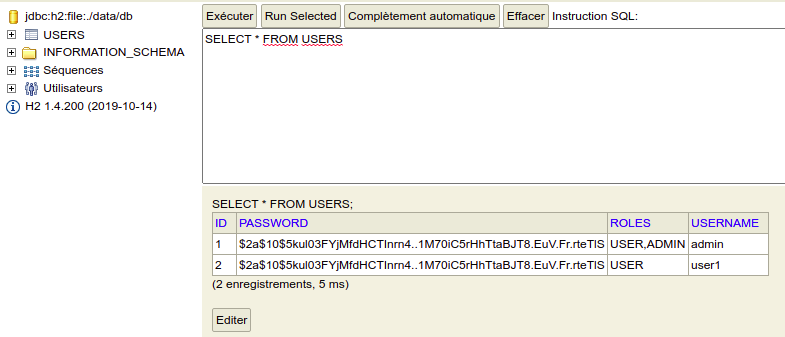 jdbc:h2:file:./data/db
USERS
INFORMATION_SCHEMA
Séquences
Utilisateurs
H2 1.4.200 (2019-10-14)
Exécuter Run Selected Complètement automatique Effacer Instruction SQL:
SELECT * FROM USERS
SELECT * FROM USERS;
ID PASSWORD ROLES USERNAME
1 $2a$10$5kul03FYjMfdHCTInrn4..1M70iC5rHhTtaBJT8.EuV.Fr.rteTlS USER,ADMIN admin
2 $2a$10$5kul03FYjMfdHCTInrn4..1M70iC5rHhTtaBJT8.EuV.Fr.rteTlS USER user1
(2 enregistrements, 5 ms)
Editer